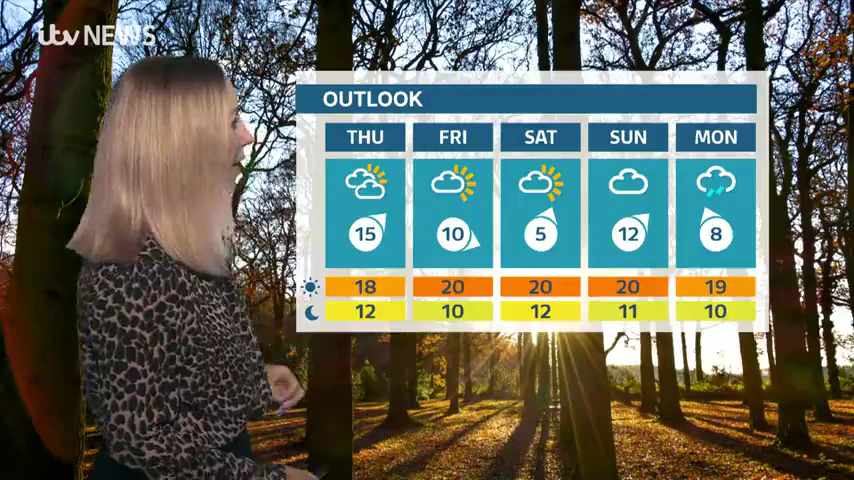 itv NEWS
OUTLOOK
THU FRI SAT SUN MON
15 10 5 12 8
18 20 20 20 19
12 10 12 11 10